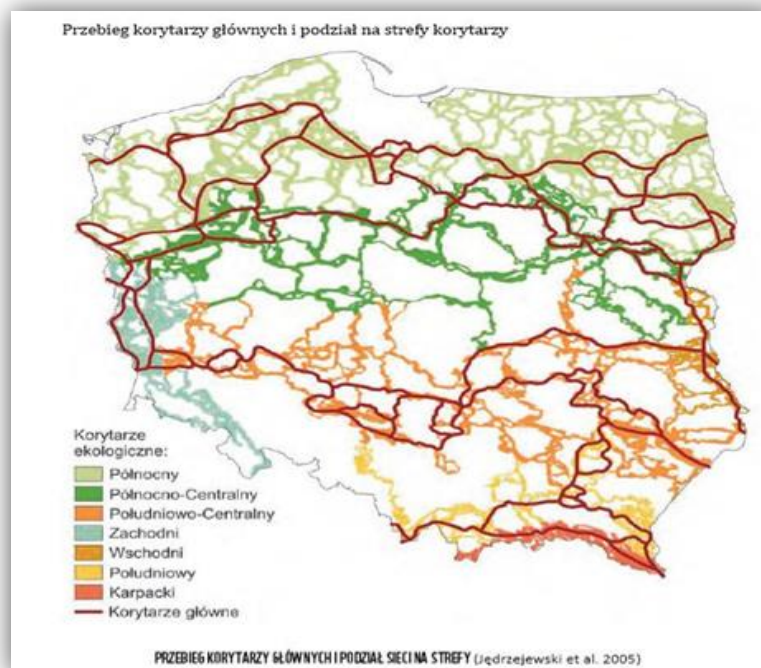 Przebieg korytarzy głównych i podział na strefy korytarzy
Korytarze
ekologiczne:
Północny
Północno-Centralny
Południowo-Centralny
Zachodni
Wschodni
Południowy
Karpacki
Korytarze główne
PRZEBIEG KORYTARZY GŁÓWNYCH I PODZIAŁ SIECI NA STREFY (Jędrzejewski et al. 2005)